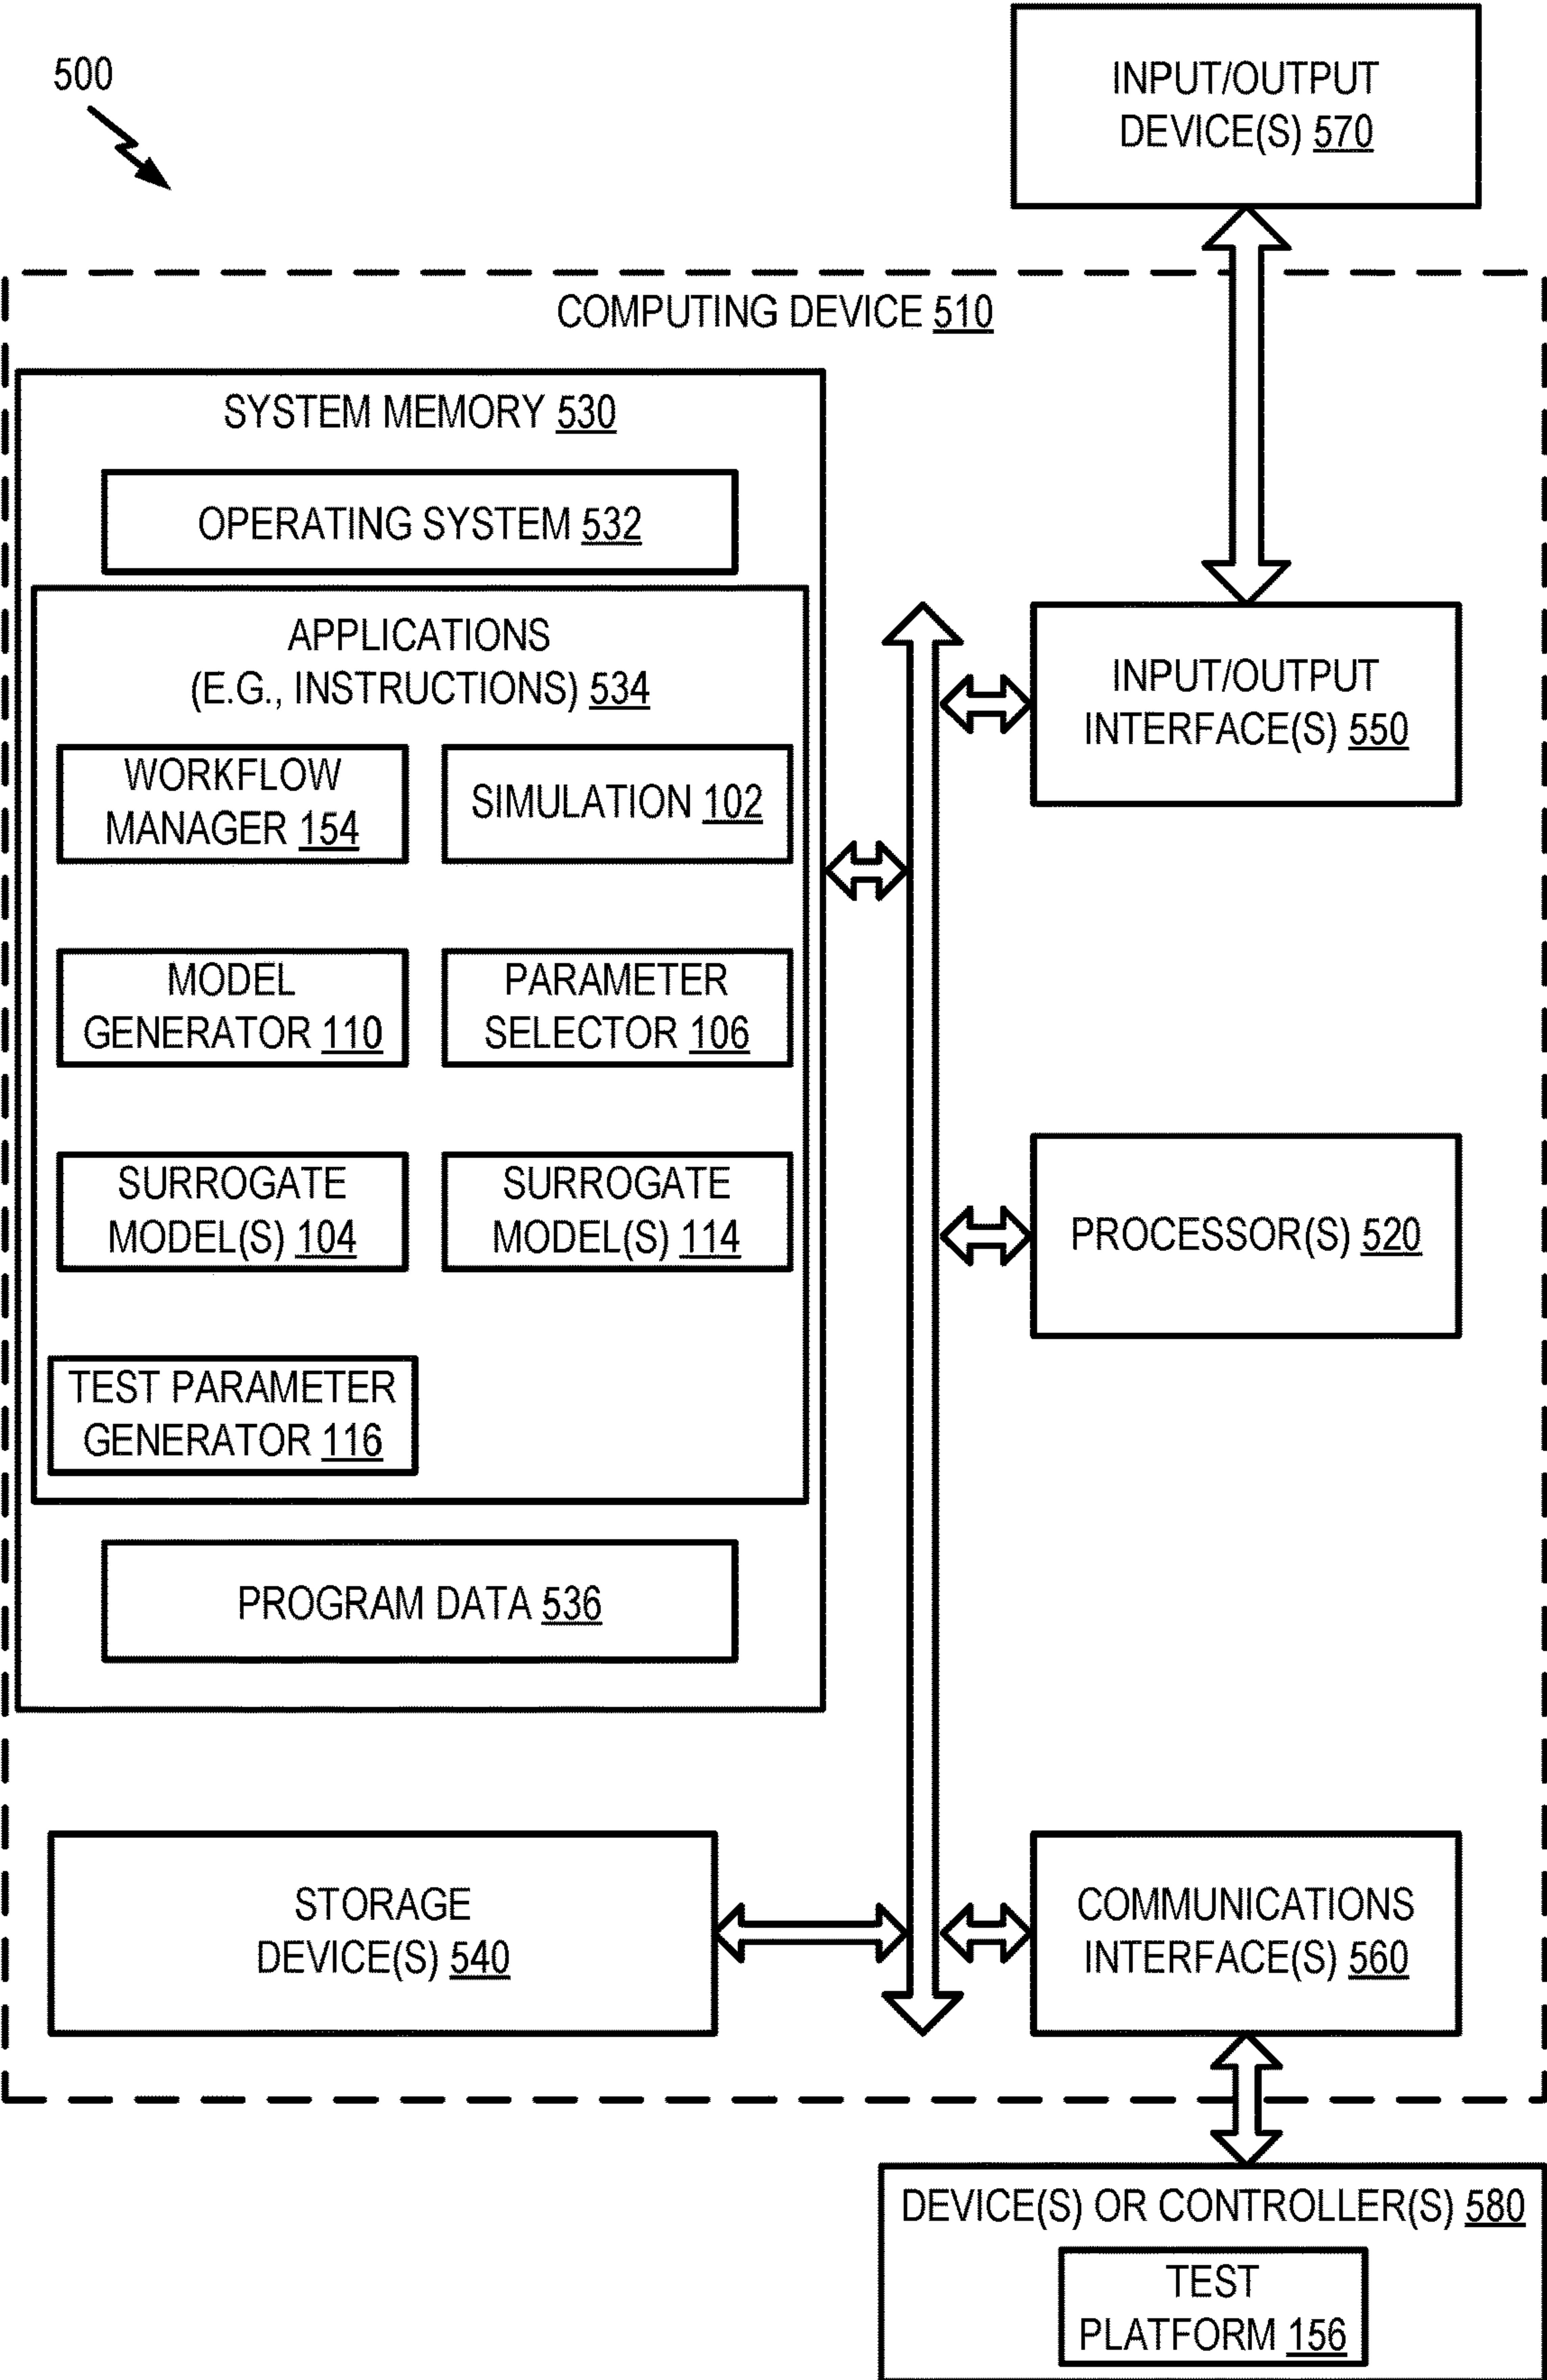 500
INPUT/OUTPUT
DEVICE(S) 570
COMPUTING DEVICE 510
SYSTEM MEMORY 530
OPERATING SYSTEM 532
APPLICATIONS
(E.G., INSTRUCTIONS) 534
WORKFLOW
MANAGER 154
SIMULATION 102
MODEL
GENERATOR 110
PARAMETER
SELECTOR 106
SURROGATE
MODEL(S) 104
SURROGATE
MODEL(S) 114
TEST PARAMETER
GENERATOR 116
PROGRAM DATA 536
STORAGE
DEVICE(S) 540
INPUT/OUTPUT
INTERFACE(S) 550
PROCESSOR(S) 520
COMMUNICATIONS
INTERFACE(S) 560
DEVICE(S) OR CONTROLLER(S) 580
TEST
PLATFORM 156